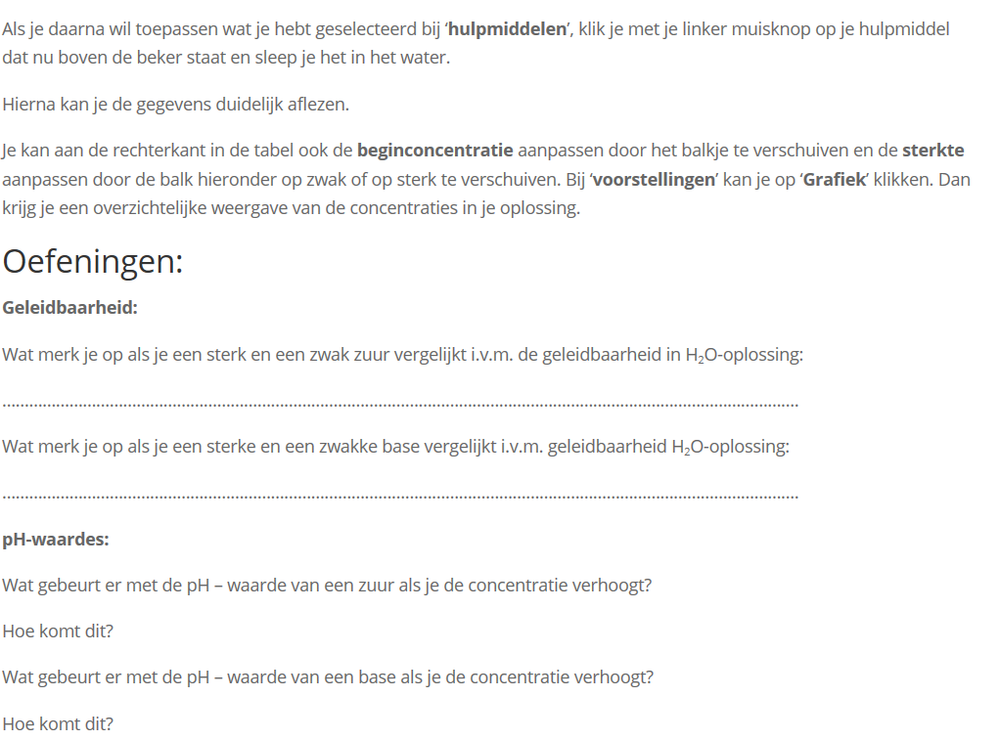 Als je daarna wil toepassen wat je hebt geselecteerd bij ‘hulpmiddelen’, klik je met je linker muisknop op je hulpmiddel
dat nu boven de beker staat en sleep je het in het water.
Hierna kan je de gegevens duidelijk aflezen.
Je kan aan de rechterkant in de tabel ook de beginconcentratie aanpassen door het balkje te verschuiven en de sterkte
aanpassen door de balk hieronder op zwak of op sterk te verschuiven. Bij ‘voorstellingen’ kan je op ‘Grafiek’ klikken. Dan
krijg je een overzichtelijke weergave van de concentraties in je oplossing.
Oefeningen:
Geleidbaarheid:
Wat merk je op als je een sterk en een zwak zuur vergelijkt i.v.m. de geleidbaarheid in H₂O-oplossing:
………………………………………………………………………………………………………………………………………………………………
Wat merk je op als je een sterke en een zwakke base vergelijkt i.v.m. geleidbaarheid H₂O-oplossing:
………………………………………………………………………………………………………………………………………………………………
pH-waardes:
Wat gebeurt er met de pH – waarde van een zuur als je de concentratie verhoogt?
Hoe komt dit?
Wat gebeurt er met de pH – waarde van een base als je de concentratie verhoogt?
Hoe komt dit?